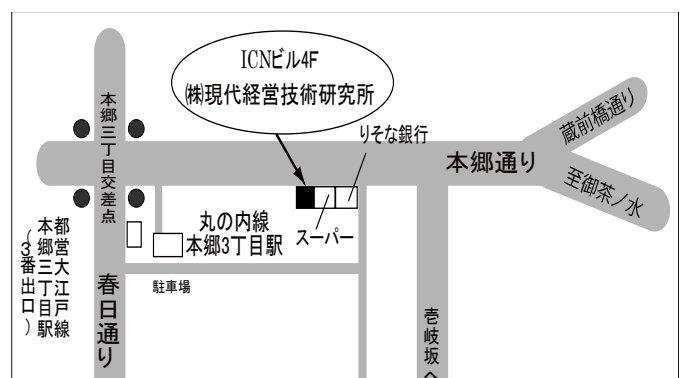 ICNビル4F
㈱現代経営技術研究所
りそな銀行
本郷通り
蔵前橋通り
至御茶ノ水
本郷三丁目交差点
丸の内線
本郷3丁目駅
スーパー
都営大江戸線
本郷三丁目駅
(3番出口)
春日通り
駐車場
壱岐坂へ